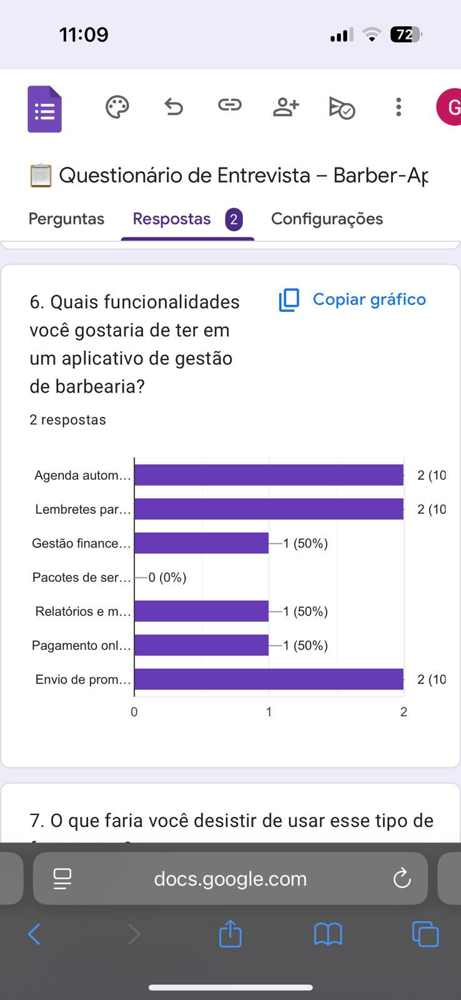 11:09
72
G
Questionário de Entrevista – Barber-Ap
Perguntas Respostas 2 Configurações
6. Quais funcionalidades
você gostaria de ter em
um aplicativo de gestão
de barbearia?
Copiar gráfico
2 respostas
Agenda autom... 2 (10
Lembretes par... 2 (10
Gestão finance... 1 (50%)
Pacotes de ser... 0 (0%)
Relatórios e m... 1 (50%)
Pagamento onl... 1 (50%)
Envio de prom... 2 (10
0 1 2
7. O que faria você desistir de usar esse tipo de
docs.google.com